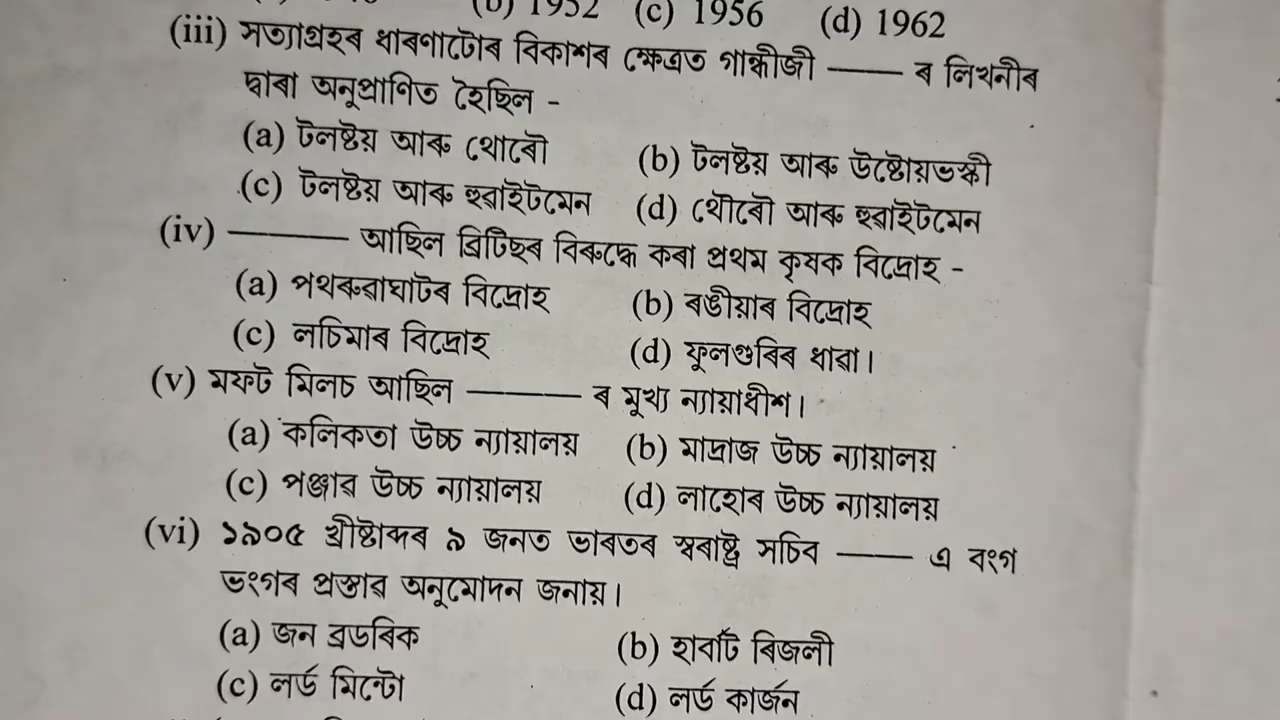 (b) 1952 (c) 1956 (d) 1962
(iii) সত্যাগ্ৰহৰ ধাৰণাটোৰ বিকাশৰ ক্ষেত্ৰত গান্ধীজী ——— ৰ লিখনীৰ
দ্বাৰা অনুপ্ৰাণিত হৈছিল -
(a) টলষ্টয় আৰু থোৰৌ (b) টলষ্টয় আৰু উষ্টোয়ভস্কী
(c) টলষ্টয় আৰু হুৱাইটমেন (d) থৌৰৌ আৰু হুৱাইটমেন
(iv) ——— আছিল ব্ৰিটিছৰ বিৰুদ্ধে কৰা প্ৰথম কৃষক বিদ্ৰোহ -
(a) পথৰুৱাঘাটৰ বিদ্ৰোহ (b) ৰঙীয়াৰ বিদ্ৰোহ
(c) লচিমাৰ বিদ্ৰোহ (d) ফুলগুৰিৰ ধাৱা।
(v) মফট মিলচ আছিল ——— ৰ মুখ্য ন্যায়াধীশ।
(a) কলিকতা উচ্চ ন্যায়ালয় (b) মাদ্ৰাজ উচ্চ ন্যায়ালয়
(c) পঞ্জাৱ উচ্চ ন্যায়ালয় (d) লাহোৰ উচ্চ ন্যায়ালয়
(vi) ১৯০৫ খ্ৰীষ্টাব্দৰ ৯ জুনত ভাৰতৰ স্বৰাষ্ট্ৰ সচিব ——— এ বংগ
ভংগৰ প্ৰস্তাৱ অনুমোদন জনায়।
(a) জন ব্ৰডৰিক (b) হাৰ্বাট ৰিজলী
(c) লৰ্ড মিন্টো (d) লৰ্ড কাৰ্জন